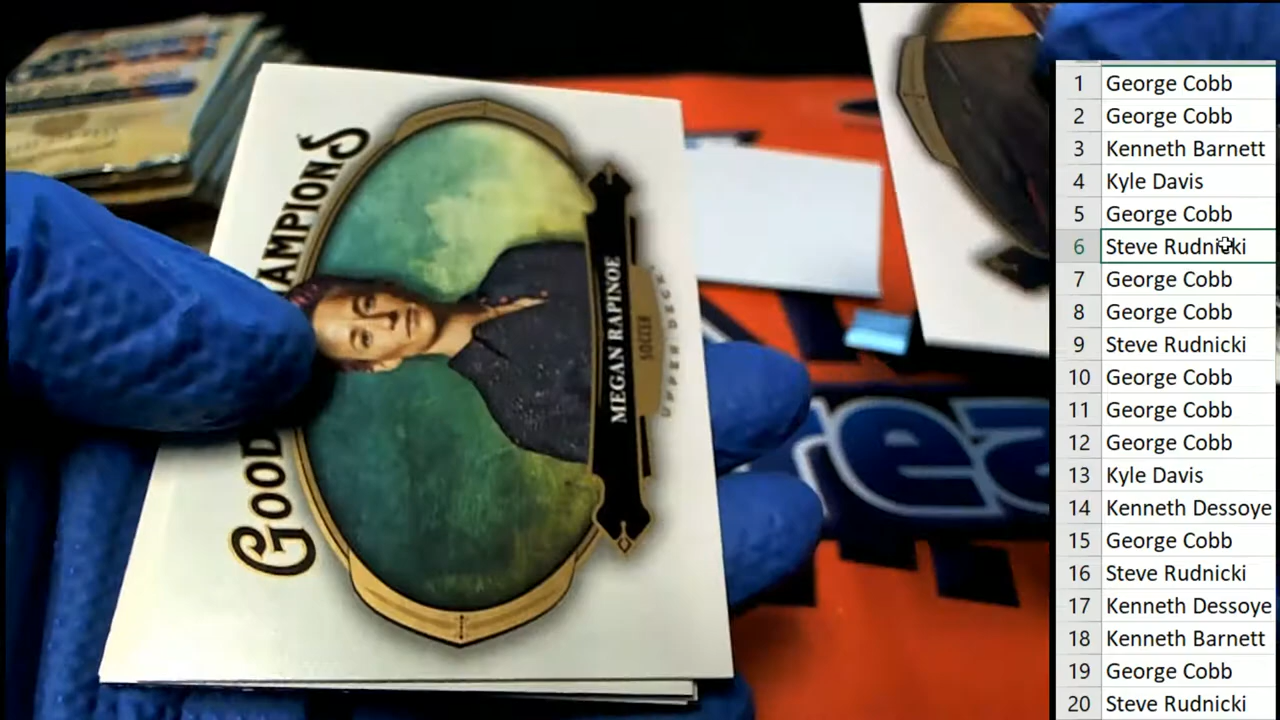 GOOD
AMPIONS
MEGAN RAPINOE
SOCCER
UPPER DECK
ea
1 George Cobb
2 George Cobb
3 Kenneth Barnett
4 Kyle Davis
5 George Cobb
6 Steve Rudnicki
7 George Cobb
8 George Cobb
9 Steve Rudnicki
10 George Cobb
11 George Cobb
12 George Cobb
13 Kyle Davis
14 Kenneth Dessoye
15 George Cobb
16 Steve Rudnicki
17 Kenneth Dessoye
18 Kenneth Barnett
19 George Cobb
20 Steve Rudnicki